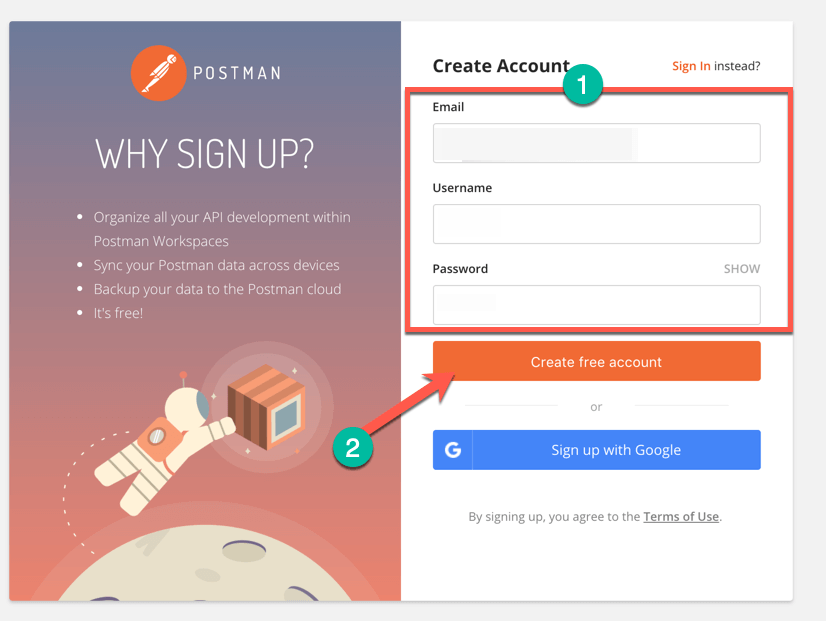 POSTMAN
WHY SIGN UP?
• Organize all your API development within
Postman Workspaces
• Sync your Postman data across devices
• Backup your data to the Postman cloud
• It's free!
Create Account
Sign In instead?
1
Email
Username
Password
SHOW
Create free account
2
or
G
Sign up with Google
By signing up, you agree to the Terms of Use.